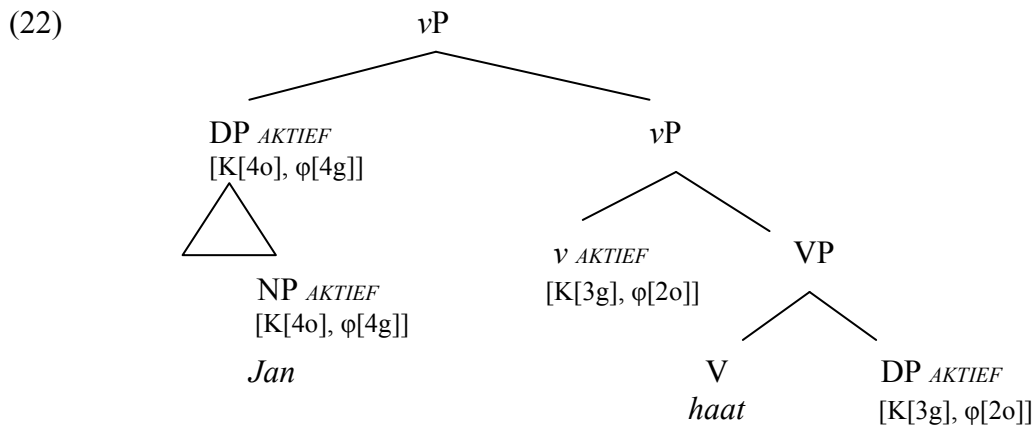 (22) vP
DP AKTIEF vP
[K[4o], φ[4g]]
v AKTIEF VP
NP AKTIEF [K[3g], φ[2o]]
[K[4o], φ[4g]]
Jan V DP AKTIEF
haat [K[3g], φ[2o]]